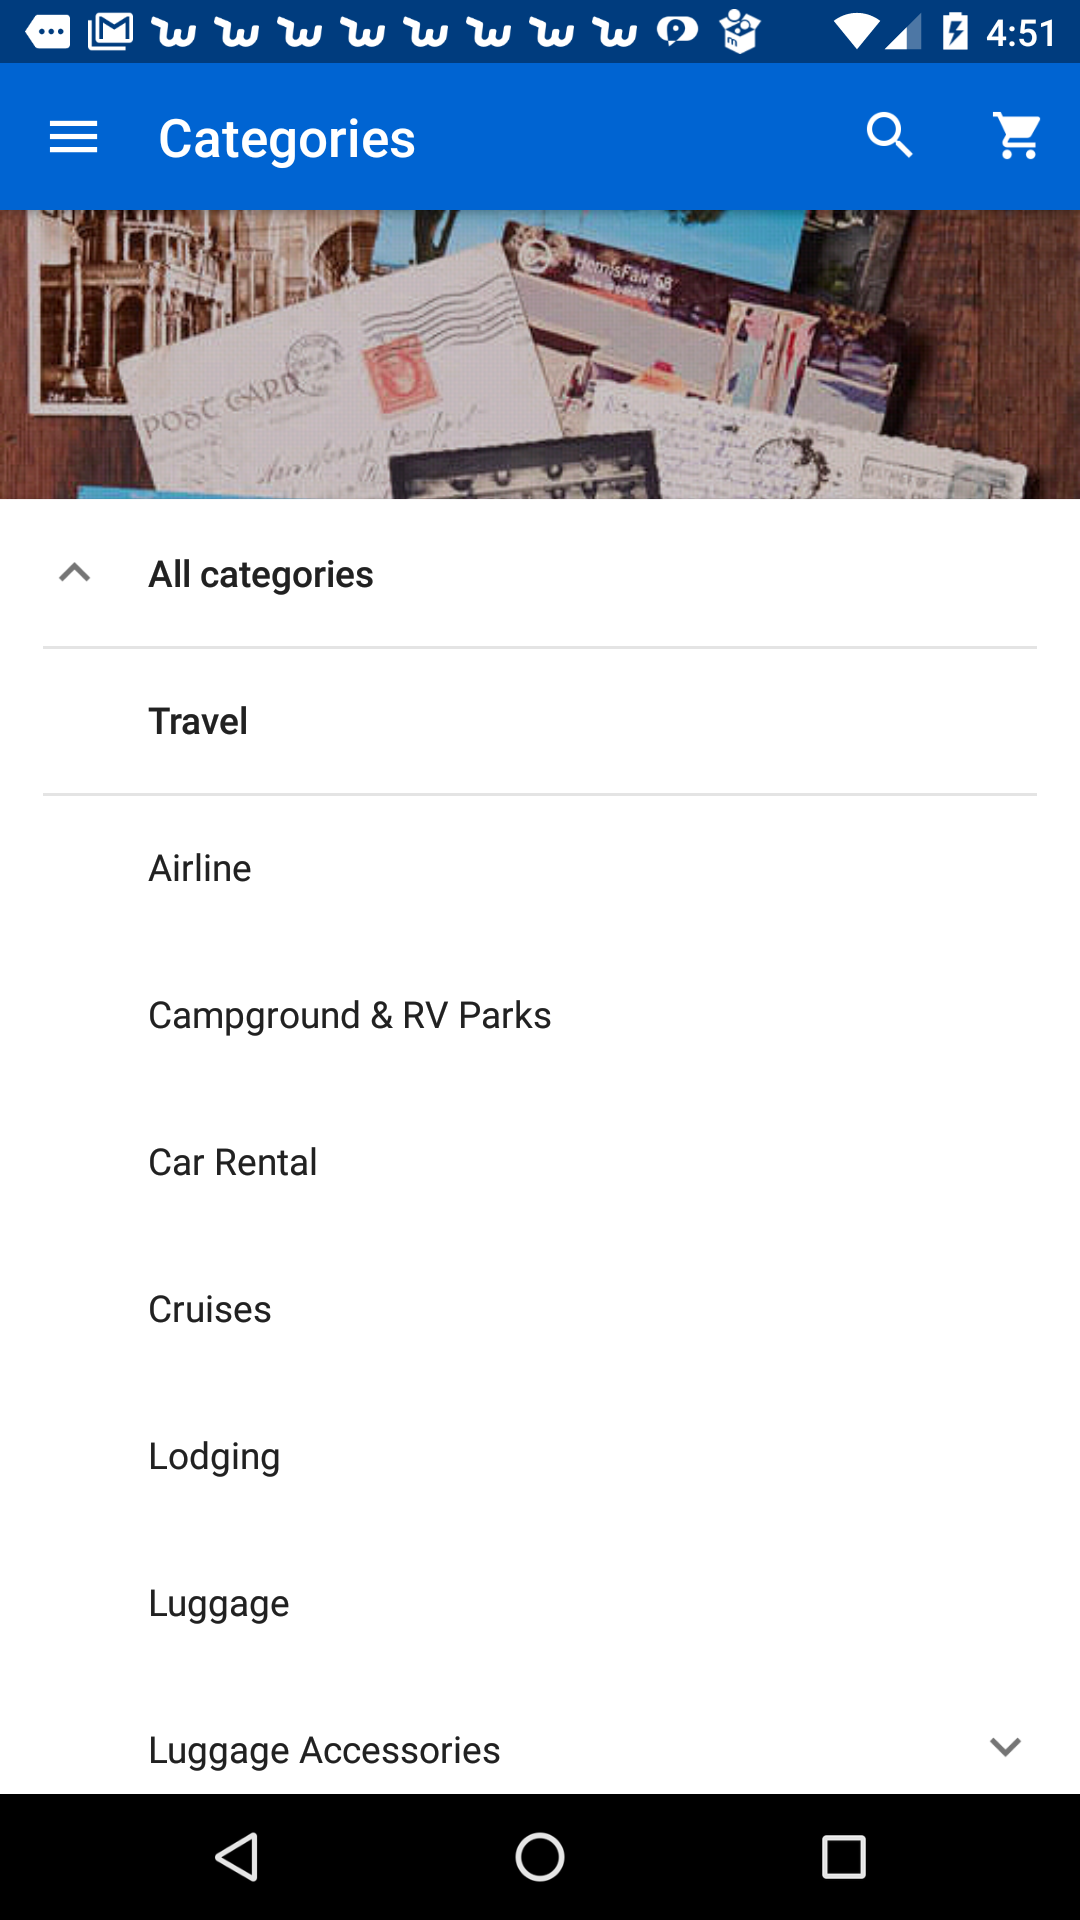 4:51
Categories
HemisFair '68
POST CARD
All categories
Travel
Airline
Campground & RV Parks
Car Rental
Cruises
Lodging
Luggage
Luggage Accessories